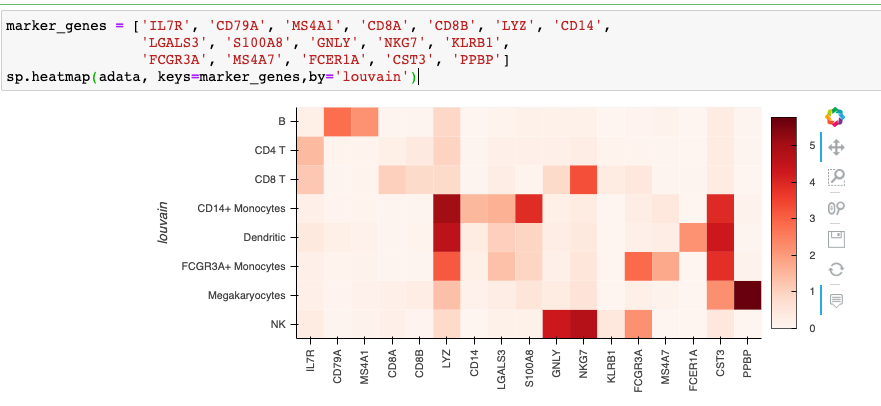 marker_genes = ['IL7R', 'CD79A', 'MS4A1', 'CD8A', 'CD8B', 'LYZ', 'CD14',
'LGALS3', 'S100A8', 'GNLY', 'NKG7', 'KLRB1',
'FCGR3A', 'MS4A7', 'FCER1A', 'CST3', 'PPBP']
sp.heatmap(adata, keys=marker_genes,by='louvain')
B
CD4 T
CD8 T
CD14+ Monocytes
Dendritic
FCGR3A+ Monocytes
Megakaryocytes
NK
louvain
IL7R
CD79A
MS4A1
CD8A
CD8B
LYZ
CD14
LGALS3
S100A8
GNLY
NKG7
KLRB1
FCGR3A
MS4A7
FCER1A
CST3
PPBP
5
4
3
2
1
0